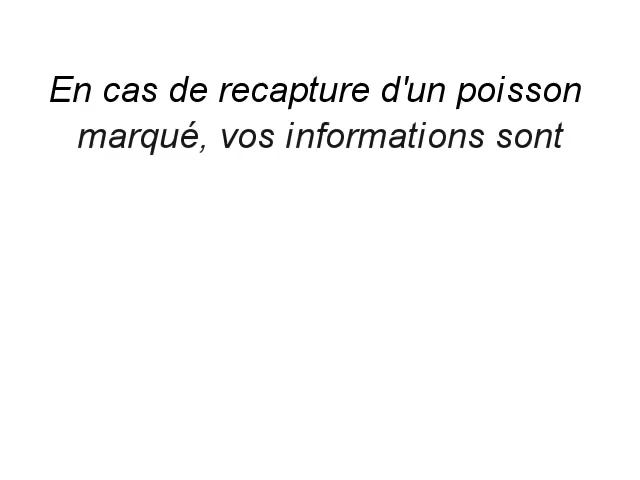 En cas de recapture d'un poisson
marqué, vos informations sont